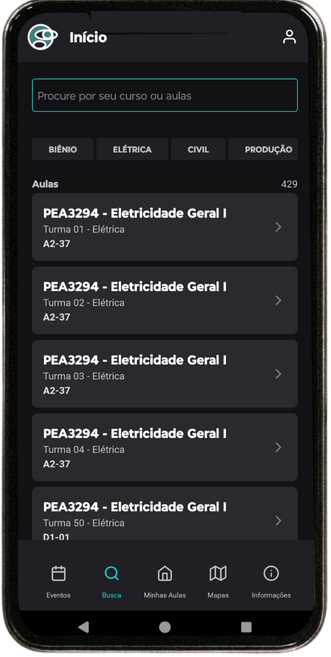 Início
Procure por seu curso ou aulas
BIÊNIO ELÉTRICA CIVIL PRODUÇÃO
Aulas 429
PEA3294 - Eletricidade Geral I
Turma 01 - Elétrica
A2-37
PEA3294 - Eletricidade Geral I
Turma 02 - Elétrica
A2-37
PEA3294 - Eletricidade Geral I
Turma 03 - Elétrica
A2-37
PEA3294 - Eletricidade Geral I
Turma 04 - Elétrica
A2-37
PEA3294 - Eletricidade Geral I
Turma 50 - Elétrica
D1-01
Eventos Busca Minhas Aulas Mapas Informações